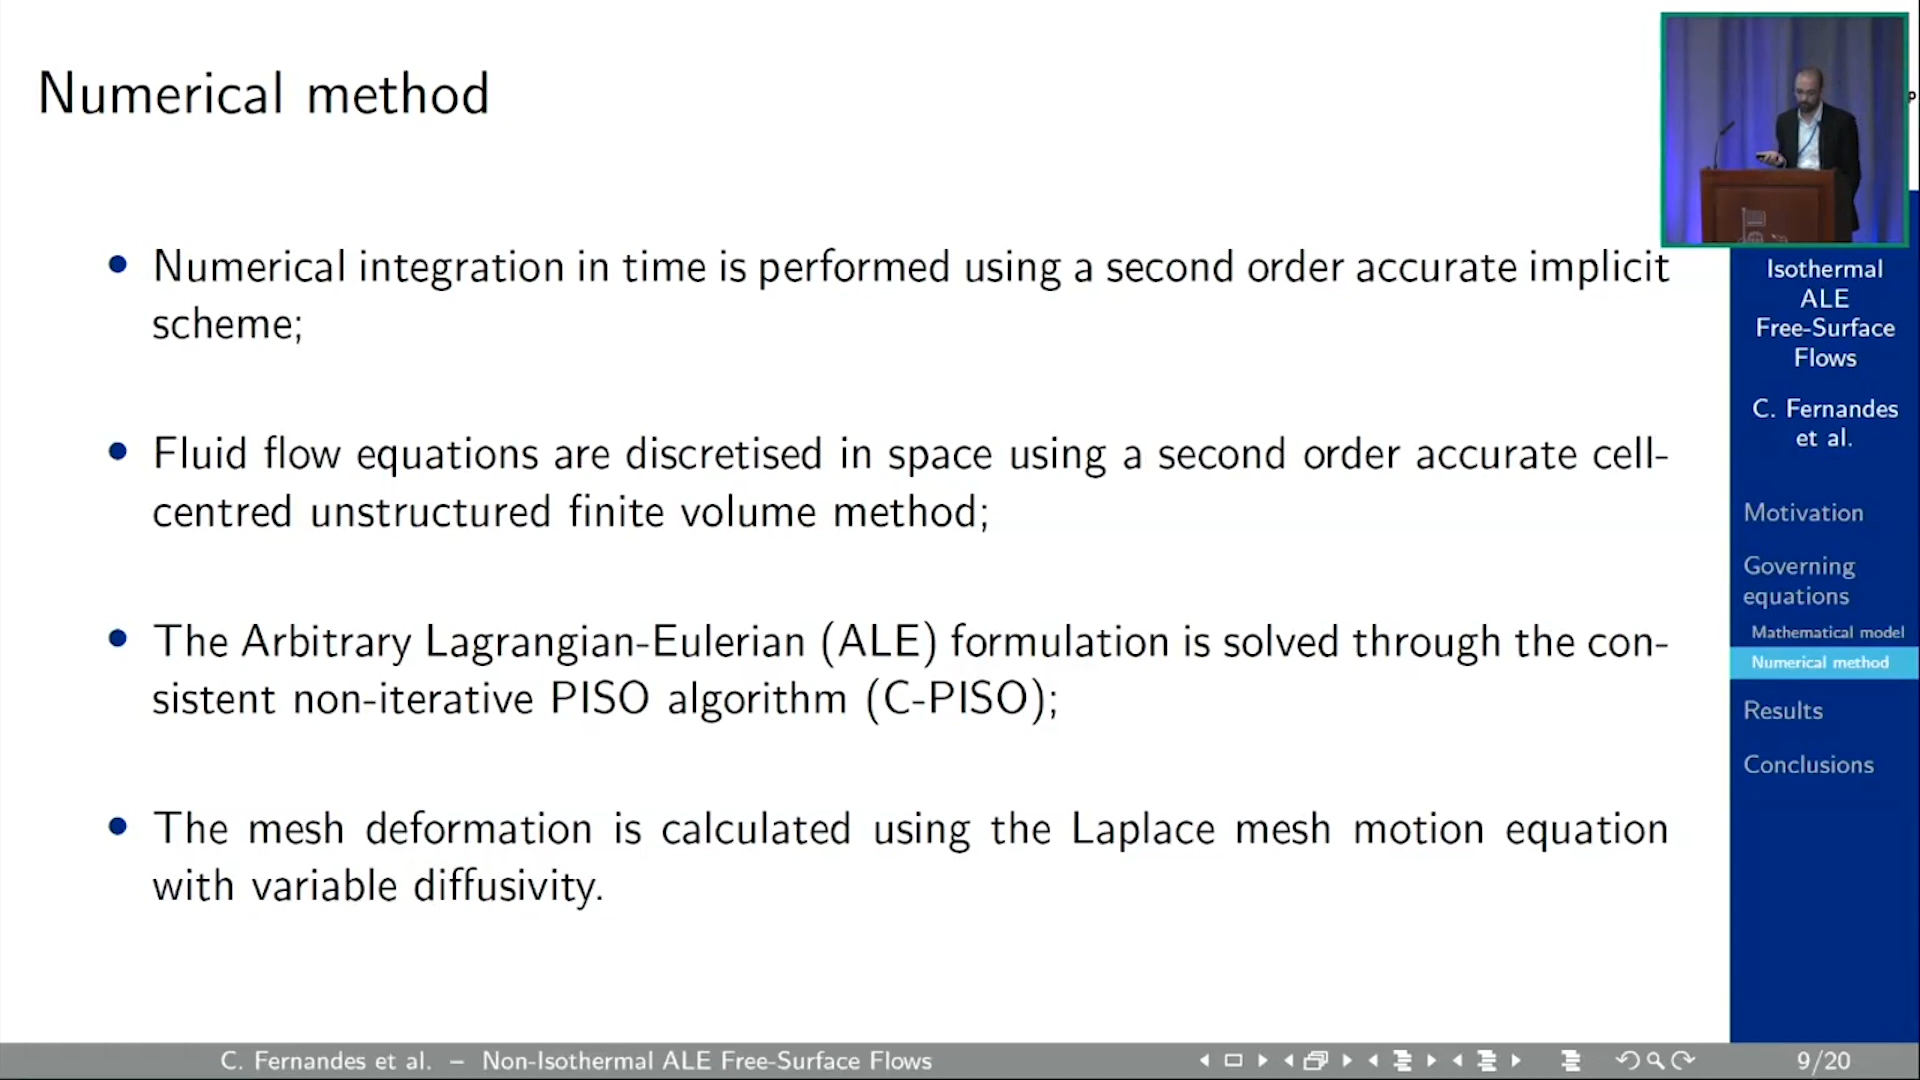 Numerical method
• Numerical integration in time is performed using a second order accurate implicit
scheme;
• Fluid flow equations are discretised in space using a second order accurate cell-
centred unstructured finite volume method;
• The Arbitrary Lagrangian-Eulerian (ALE) formulation is solved through the con-
sistent non-iterative PISO algorithm (C-PISO);
• The mesh deformation is calculated using the Laplace mesh motion equation
with variable diffusivity.
Isothermal
ALE
Free-Surface
Flows
C. Fernandes
et al.
Motivation
Governing
equations
Mathematical model
Numerical method
Results
Conclusions
C. Fernandes et al. – Non-Isothermal ALE Free-Surface Flows
9/20